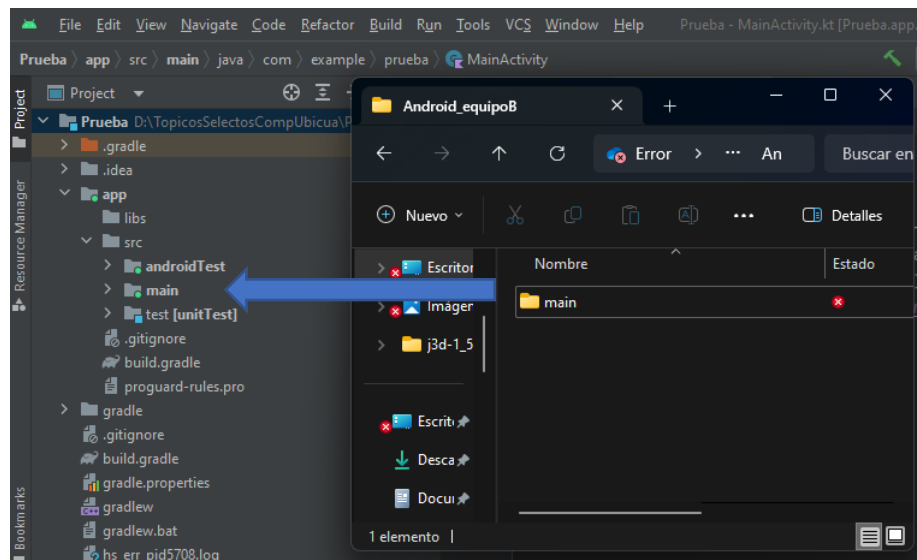 File Edit View Navigate Code Refactor Build Run Tools VCS Window Help Prueba - MainActivity.kt [Prueba.app.
Prueba app src main java com example prueba MainActivity
Project
Project
Prueba D:\TopicosSelectosCompUbicua\P
.gradle
.idea
app
libs
src
androidTest
main
test [unitTest]
.gitignore
build.gradle
proguard-rules.pro
gradle
.gitignore
build.gradle
gradle.properties
gradlew
gradlew.bat
hs_err_pid5708.log
Resource Manager
Bookmarks
Android_equipoB
Error > ... An Buscar en
Nuevo ... Detalles
Nombre Estado
Escritor
Imágen
j3d-1_5
main
Escrito
Desca
Docur
1 elemento